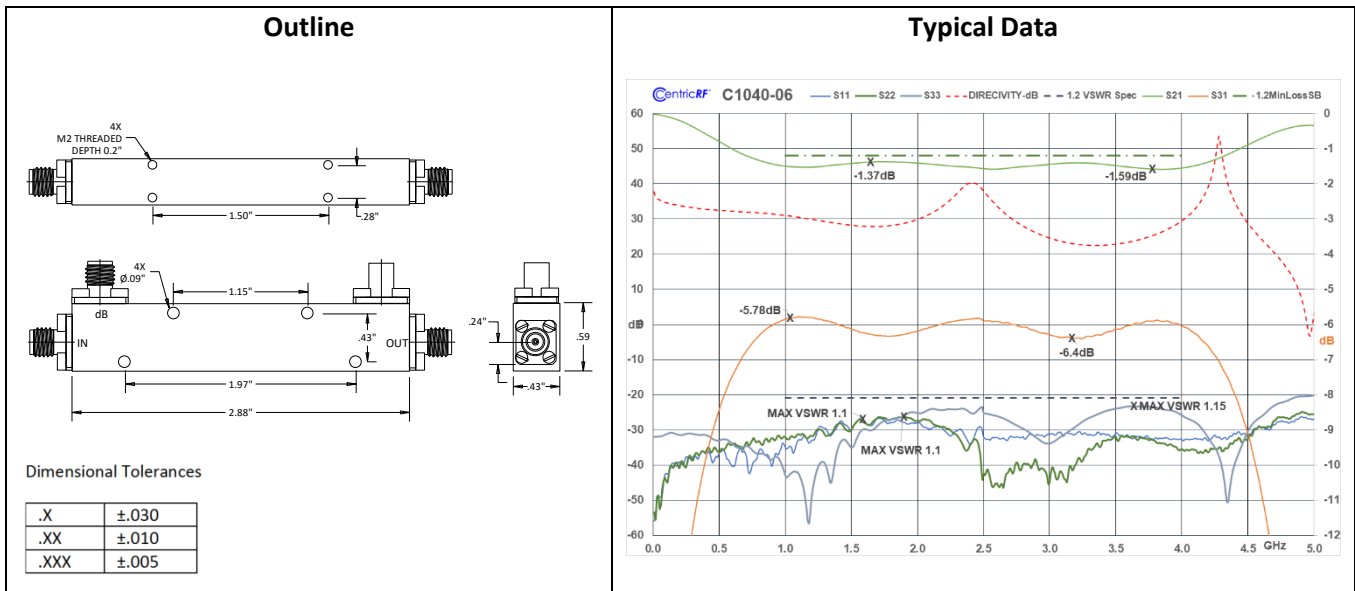 Outline
4X
M2 THREADED
DEPTH 0.2"
1.50"
.28"
4X
Ø.09"
1.15"
dB
.43"
IN
OUT
1.97"
2.88"
.24"
.59
.43"
Dimensional Tolerances
.X ±.030
.XX ±.010
.XXX ±.005
Typical Data
CentricRF® C1040-06 S11 S22 S33 DIRECIVITY-dB 1.2 VSWR Spec S21 S31 -1.2MinLossSB
60 0
50 -1
-1.37dB
-1.59dB
40 -2
30 -3
20 -4
10 -5
-5.78dB
dB 0 -6
dB
-6.4dB
-10 -7
-20 -8
MAX VSWR 1.1
MAX VSWR 1.15
-30 -9
MAX VSWR 1.1
-40 -10
-50 -11
-60 -12
0.0 0.5 1.0 1.5 2.0 2.5 3.0 3.5 4.0 4.5 GHz 5.0